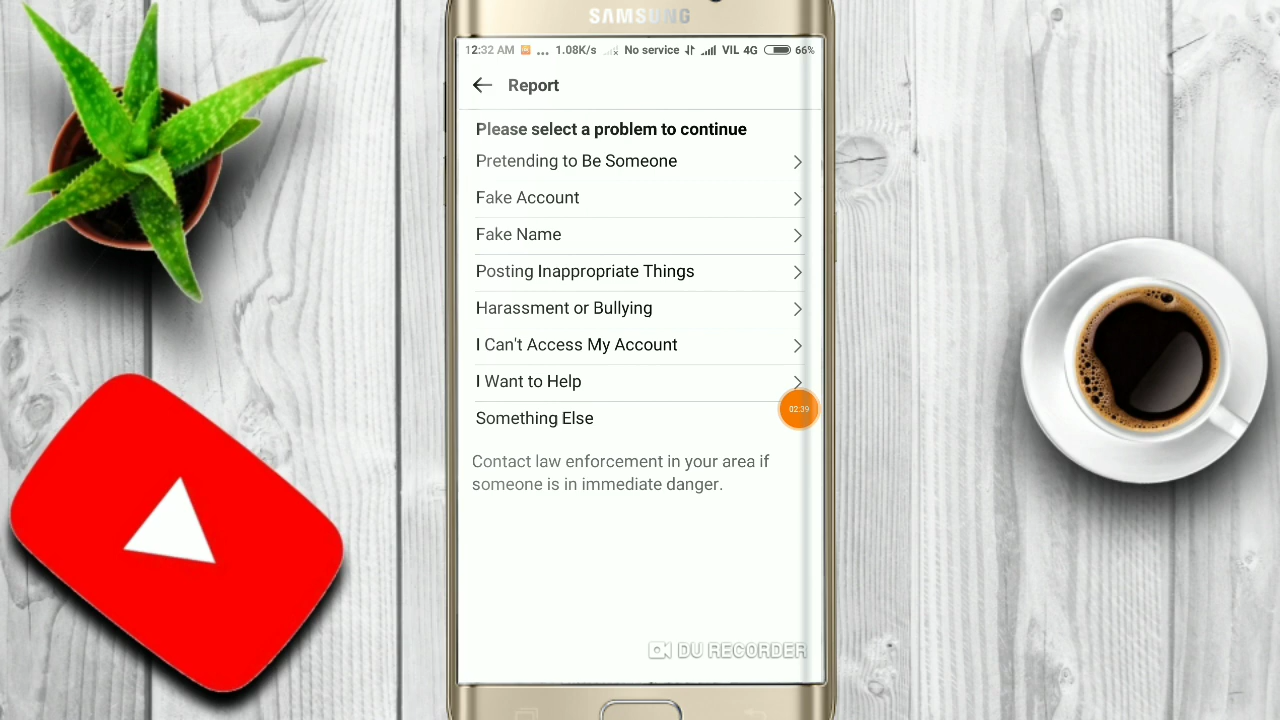 SAMSUNG
12:32 AM ... 1.08K/s No service VIL 4G 66%
Report
Please select a problem to continue
Pretending to Be Someone
Fake Account
Fake Name
Posting Inappropriate Things
Harassment or Bullying
I Can't Access My Account
I Want to Help
02:39
Something Else
Contact law enforcement in your area if
someone is in immediate danger.
DU RECORDER